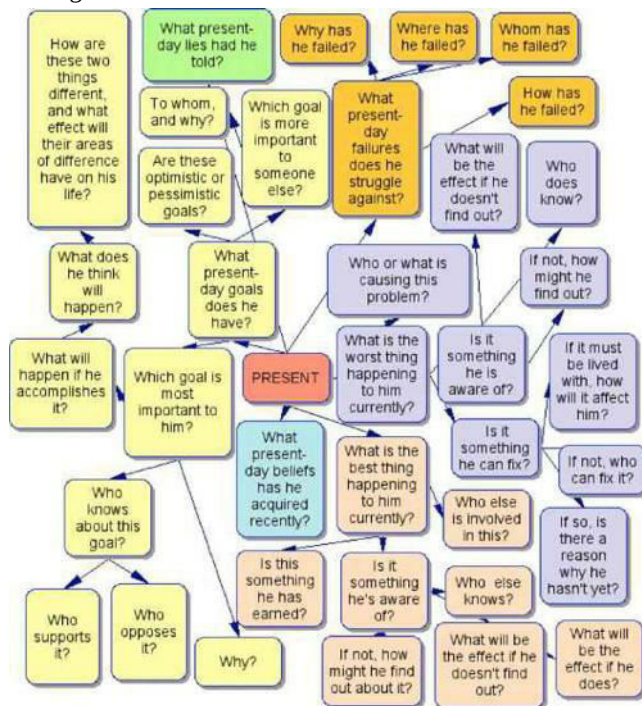 How are
these two
things
different,
and what
effect will
their areas
of difference
have on his
life?
What present-
day lies had he
told?
Why has
he failed?
Where has
he failed?
Whom has
he failed?
To whom,
and why?
Which goal
is more
important
to
someone
else?
What
present-
day
failures
does he
struggle
against?
How has
he failed?
Are these
optimistic or
pessimistic
goals?
What will
be the
effect if
he
doesn't
find out?
Who
does
know?
What does
he think
will
happen?
What
present-
day goals
does he
have?
Who or what is
causing this
problem?
If not, how
might he
find out?
What will
happen if he
accomplishes
it?
Which goal is
most
important to
him?
PRESENT
What is the
worst thing
happening
to him
currently?
Is it
something
he is
aware of?
If it must
be lived
with, how
will it affect
him?
What
present-
day beliefs
has he
acquired
recently?
What is the
best thing
happening
to him
currently?
Is it
something
he can fix?
If not, who
can fix it?
Who
knows
about this
goal?
Who else
is involved
in this?
If so, is
there a
reason
why he
hasn't yet?
Is this
something
he has
earned?
Is it
something
he's aware
of?
Who else
knows?
Who
supports
it?
Who
opposes
it?
Why?
If not, how
might he find
out about it?
What will be
the effect if he
doesn't find
out?
What will
be the
effect if he
does?